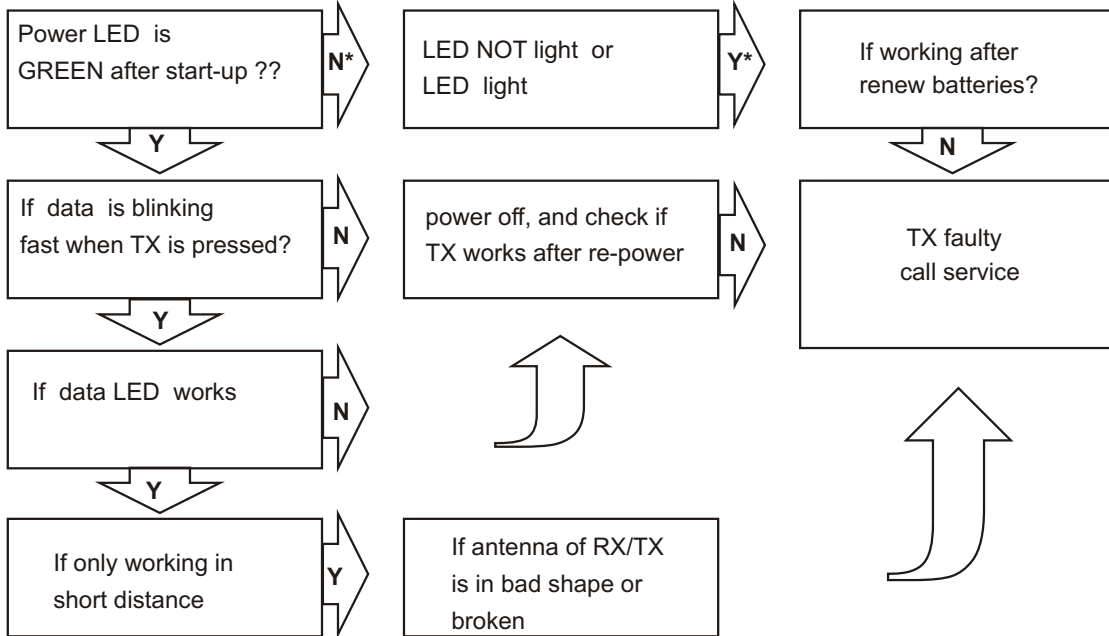 Power LED is
GREEN after start-up ??
N*
LED NOT light or
LED light
Y*
If working after
renew batteries?
Y
N
If data is blinking
fast when TX is pressed?
N
power off, and check if
TX works after re-power
N
TX faulty
call service
Y
If data LED works
N
Y
If only working in
short distance
Y
If antenna of RX/TX
is in bad shape or
broken